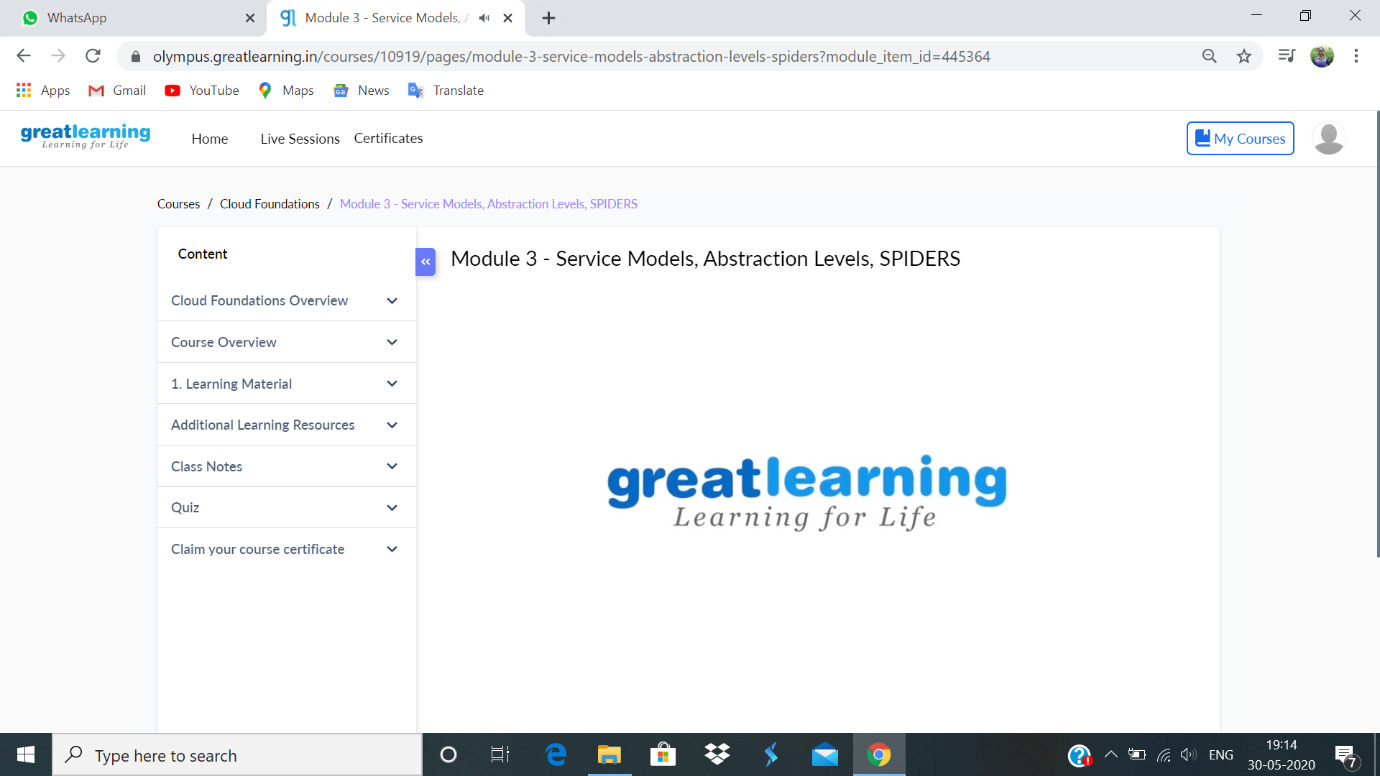 WhatsApp
Module 3 - Service Models, /
olympus.greatlearning.in/courses/10919/pages/module-3-service-models-abstraction-levels-spiders?module_item_id=445364
Apps Gmail YouTube Maps News Translate
greatlearning
Learning for Life
Home Live Sessions Certificates My Courses
Courses / Cloud Foundations / Module 3 - Service Models, Abstraction Levels, SPIDERS
Content
Module 3 - Service Models, Abstraction Levels, SPIDERS
Cloud Foundations Overview
Course Overview
1. Learning Material
Additional Learning Resources
Class Notes
Quiz
Claim your course certificate
greatlearning
Learning for Life
Type here to search
ENG
19:14
30-05-2020
7